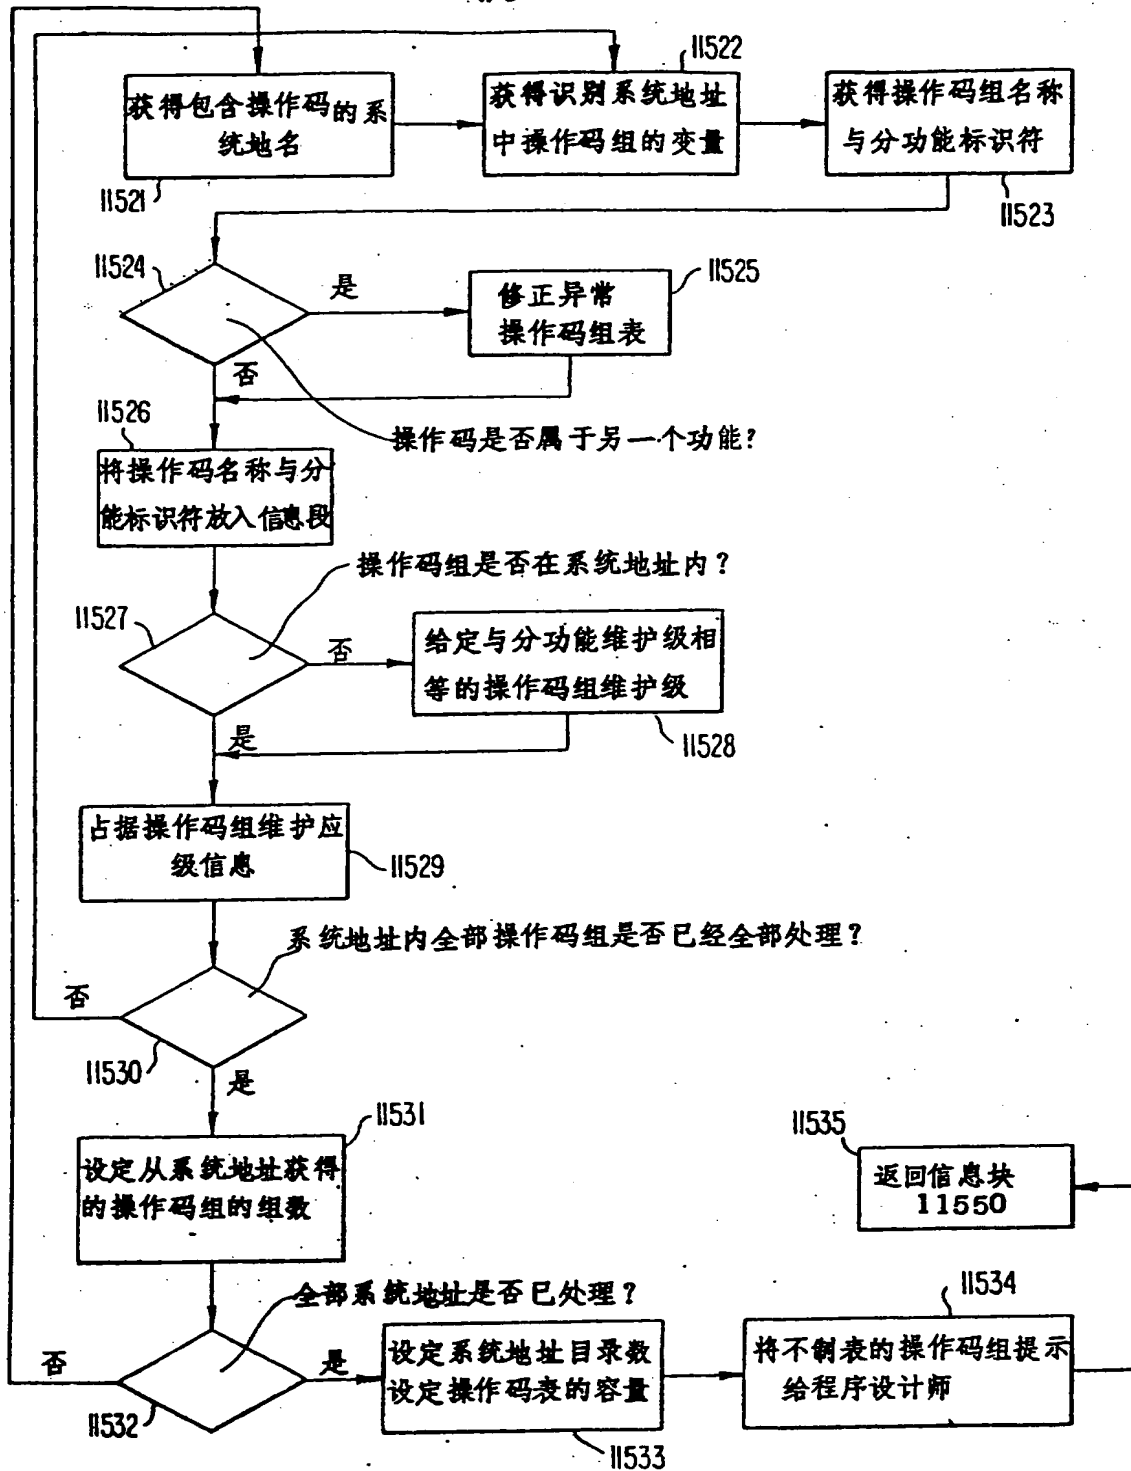 11522
获得包含操作码的系
统地名
获得识别系统地址
中操作码组的变量
获得操作码组名称
与分功能标识符
11521
11523
11524
是
11525
修正异常
操作码组表
否
11526
操作码是否属于另一个功能?
将操作码名称与分
能标识符放入信息段
操作码组是否在系统地址内?
11527
否
给定与分功能维护级相
等的操作码组维护级
是
11528
占据操作码组维护应
级信息
11529
系统地址内全部操作码组是否已经全部处理?
否
11530
是
11531
设定从系统地址获得
的操作码组的组数
11535
返回信息块
11550
全部系统地址是否已处理?
11534
否
是
设定系统地址目录数
设定操作码表的容量
将不制表的操作码组提示
给程序设计师
11532
11533